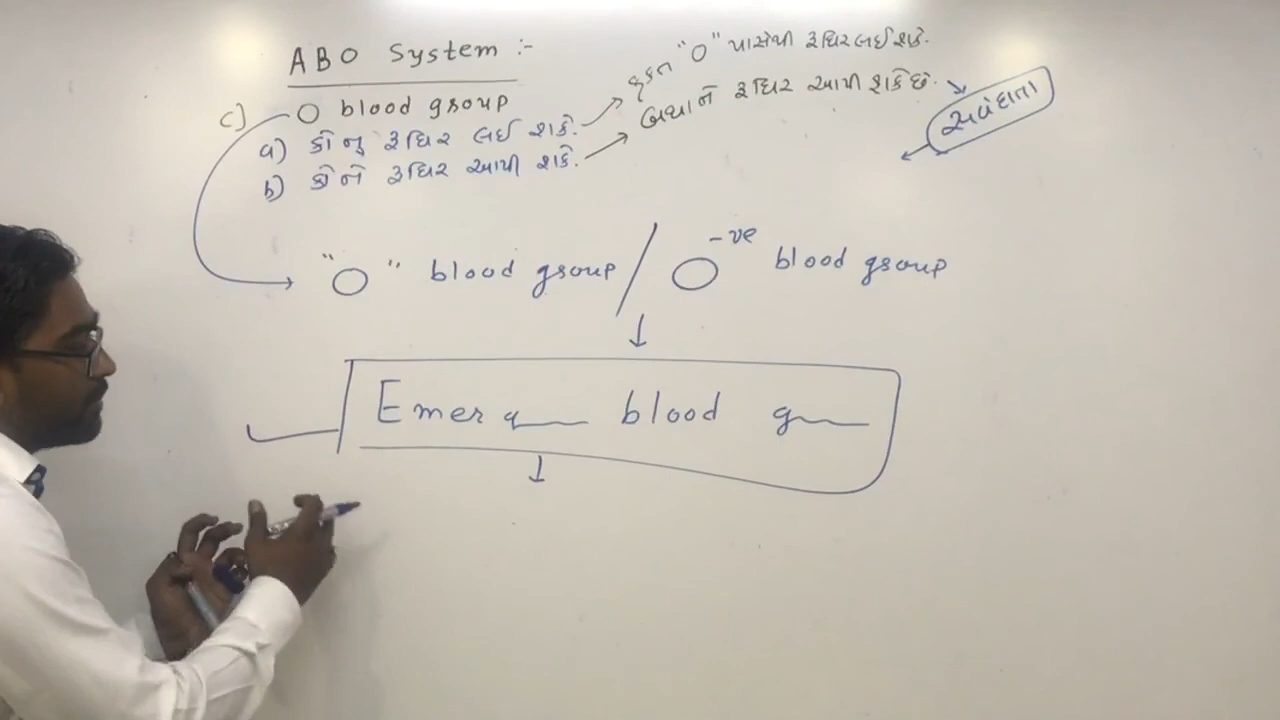 ABO System :-
c) O blood group
a) કોનુ રૂધિર લઈ શકે. → ફક્ત "O" પાસેથી રૂધિર લઈ શકે.
b) કોને રૂધિર આપી શકે. → બધાને રૂધિર આપી શકે છે. → સર્વદાતા
"O" blood group / O -ve blood group
Emerg blood g